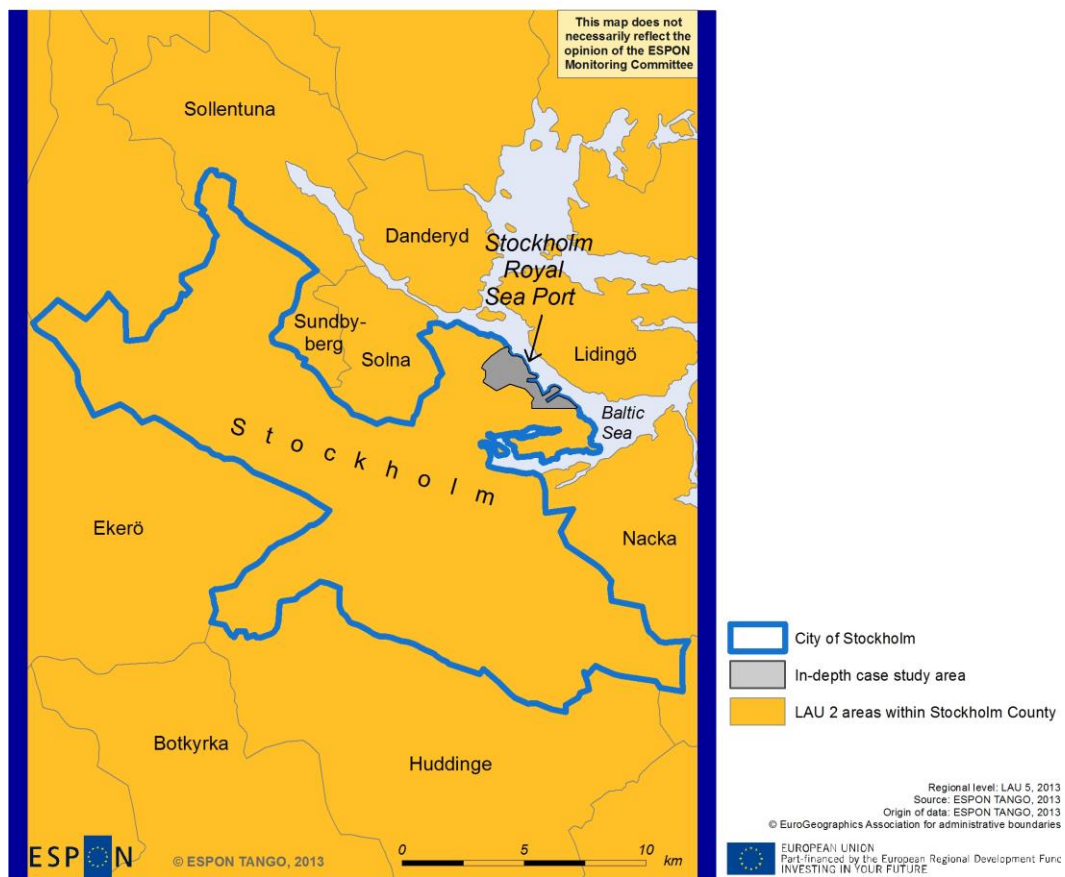 This map does not
necessarily reflect the
opinion of the ESPON
Monitoring Committee
Sollentuna
Danderyd
Stockholm
Royal
Sea Port
Sundby-
berg
Solna
Lidingö
Baltic
Sea
Stockholm
Ekerö
Nacka
Botkyrka
Huddinge
City of Stockholm
In-depth case study area
LAU 2 areas within Stockholm County
Regional level: LAU 5, 2013
Source: ESPON TANGO, 2013
Origin of data: ESPON TANGO, 2013
© EuroGeographics Association for administrative boundaries
ESPON
© ESPON TANGO, 2013
0 5 10
km
EUROPEAN UNION
Part-financed by the European Regional Development Func
INVESTING IN YOUR FUTURE